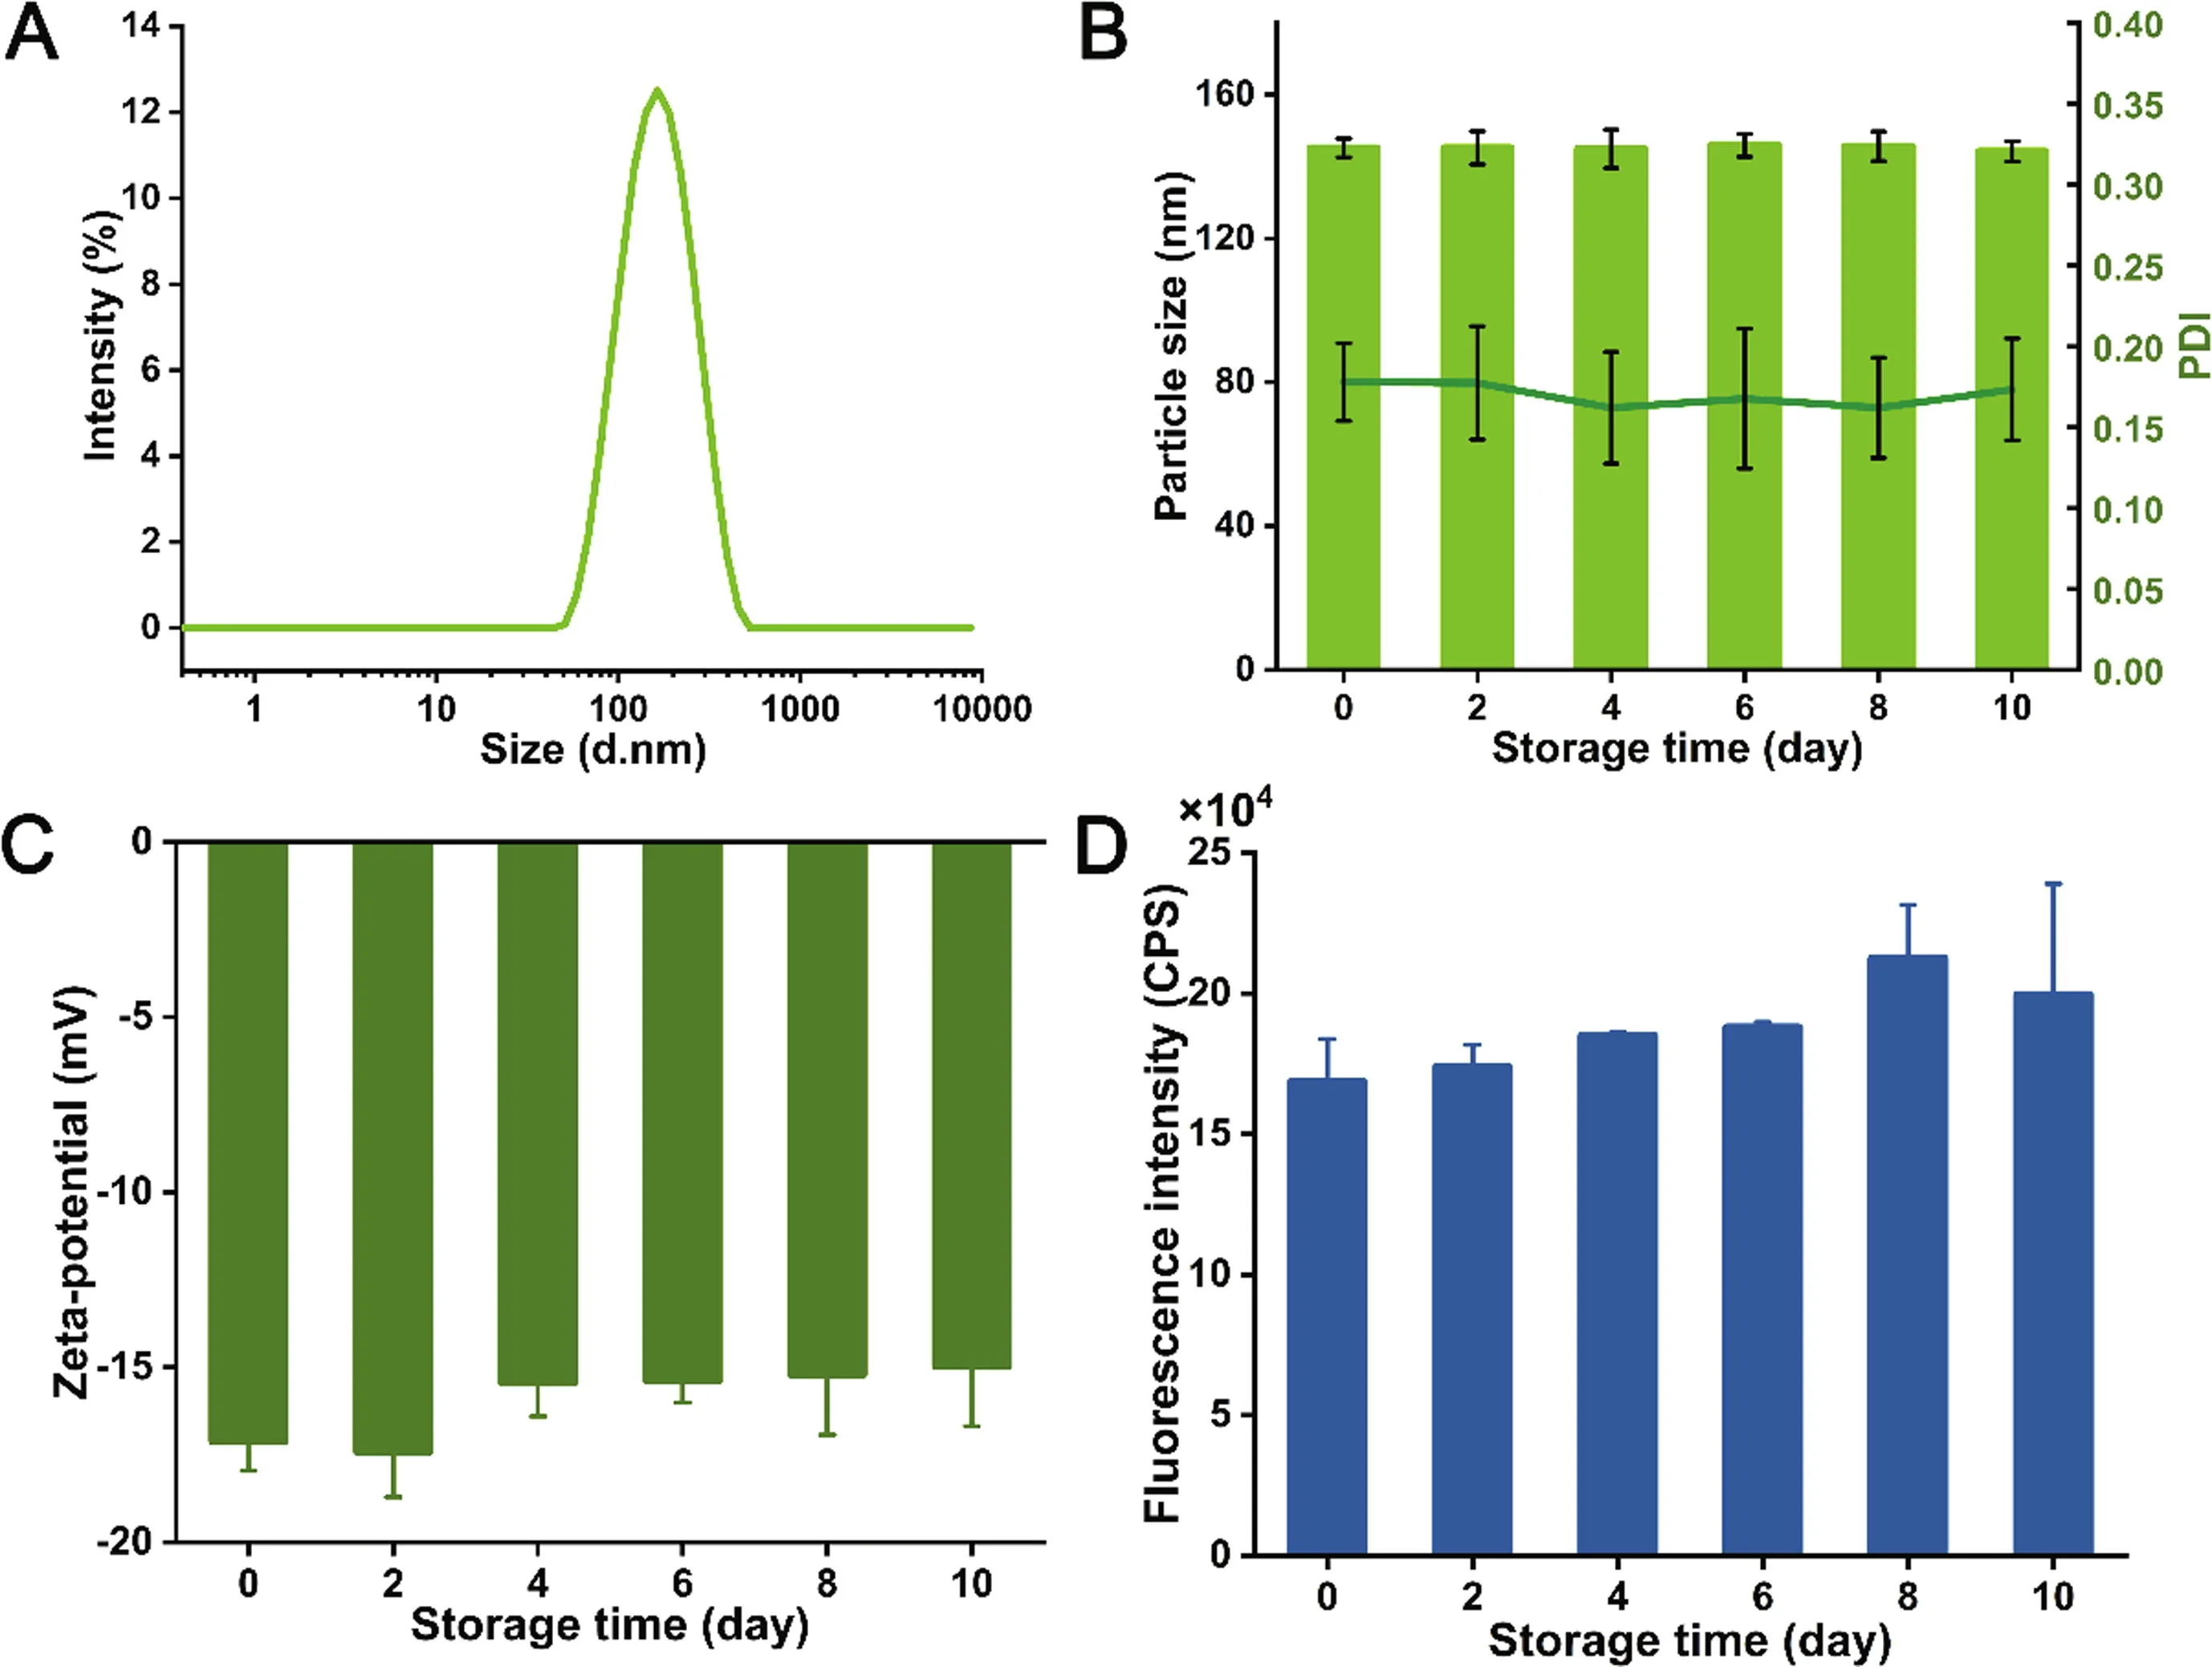 A
14
12
10
8
6
4
2
0
Intensity (%)
1 10 100 1000 10000
Size (d.nm)
B
160
120
80
40
0
Particle size (nm)
0.40
0.35
0.30
0.25
0.20
0.15
0.10
0.05
0.00
PDI
0 2 4 6 8 10
Storage time (day)
C
0
-5
-10
-15
-20
Zeta-potential (mV)
0 2 4 6 8 10
Storage time (day)
D
×10⁴
25
20
15
10
5
0
Fluorescence intensity (CPS)
0 2 4 6 8 10
Storage time (day)